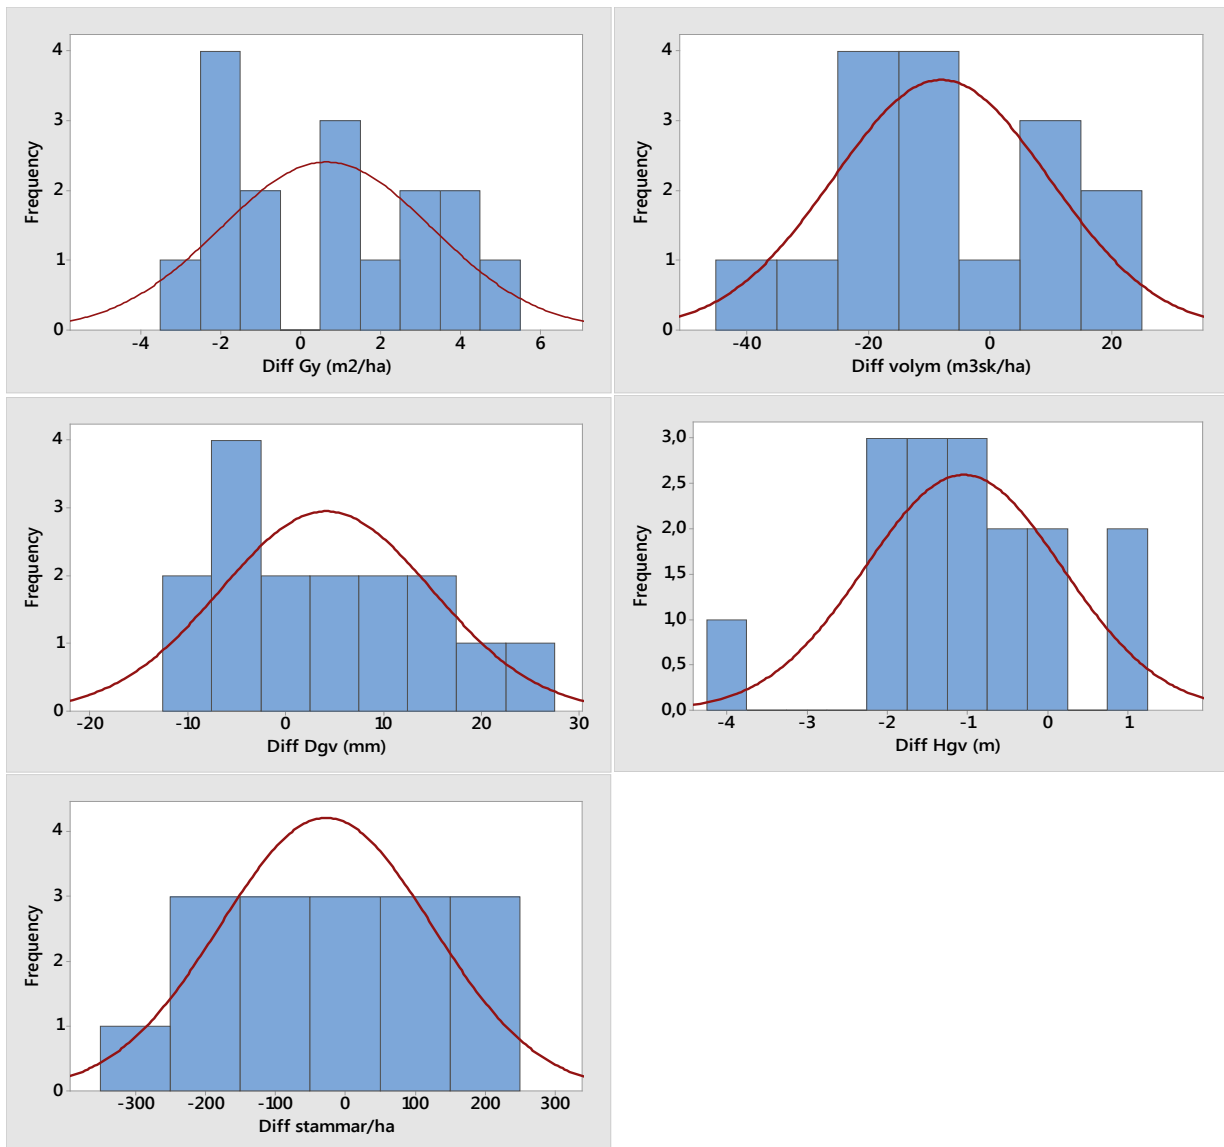 Frequency
4
3
2
1
0
-4 -2 0 2 4 6
Diff Gy (m2/ha)
Frequency
4
3
2
1
0
-40 -20 0 20
Diff volym (m3sk/ha)
Frequency
4
3
2
1
0
-20 -10 0 10 20 30
Diff Dgv (mm)
Frequency
3,0
2,5
2,0
1,5
1,0
0,5
0,0
-4 -3 -2 -1 0 1
Diff Hgv (m)
Frequency
4
3
2
1
0
-300 -200 -100 0 100 200 300
Diff stammar/ha